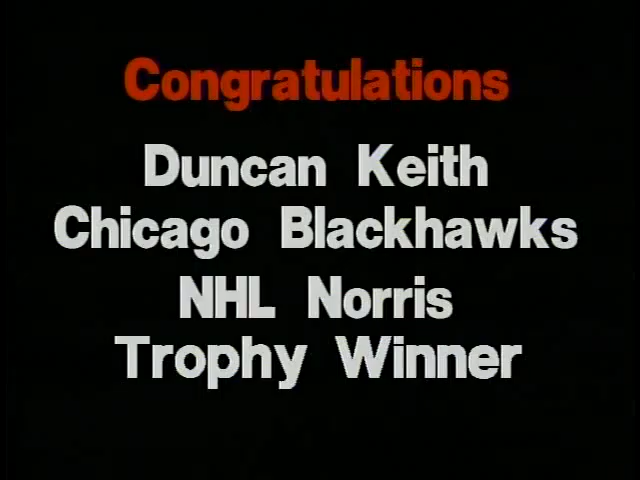 Congratulations
Duncan Keith
Chicago Blackhawks
NHL Norris
Trophy Winner